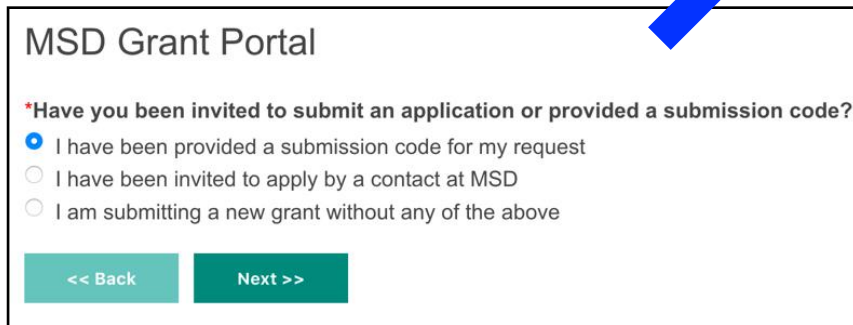 MSD Grant Portal
*Have you been invited to submit an application or provided a submission code?
I have been provided a submission code for my request
I have been invited to apply by a contact at MSD
I am submitting a new grant without any of the above
<< Back
Next >>